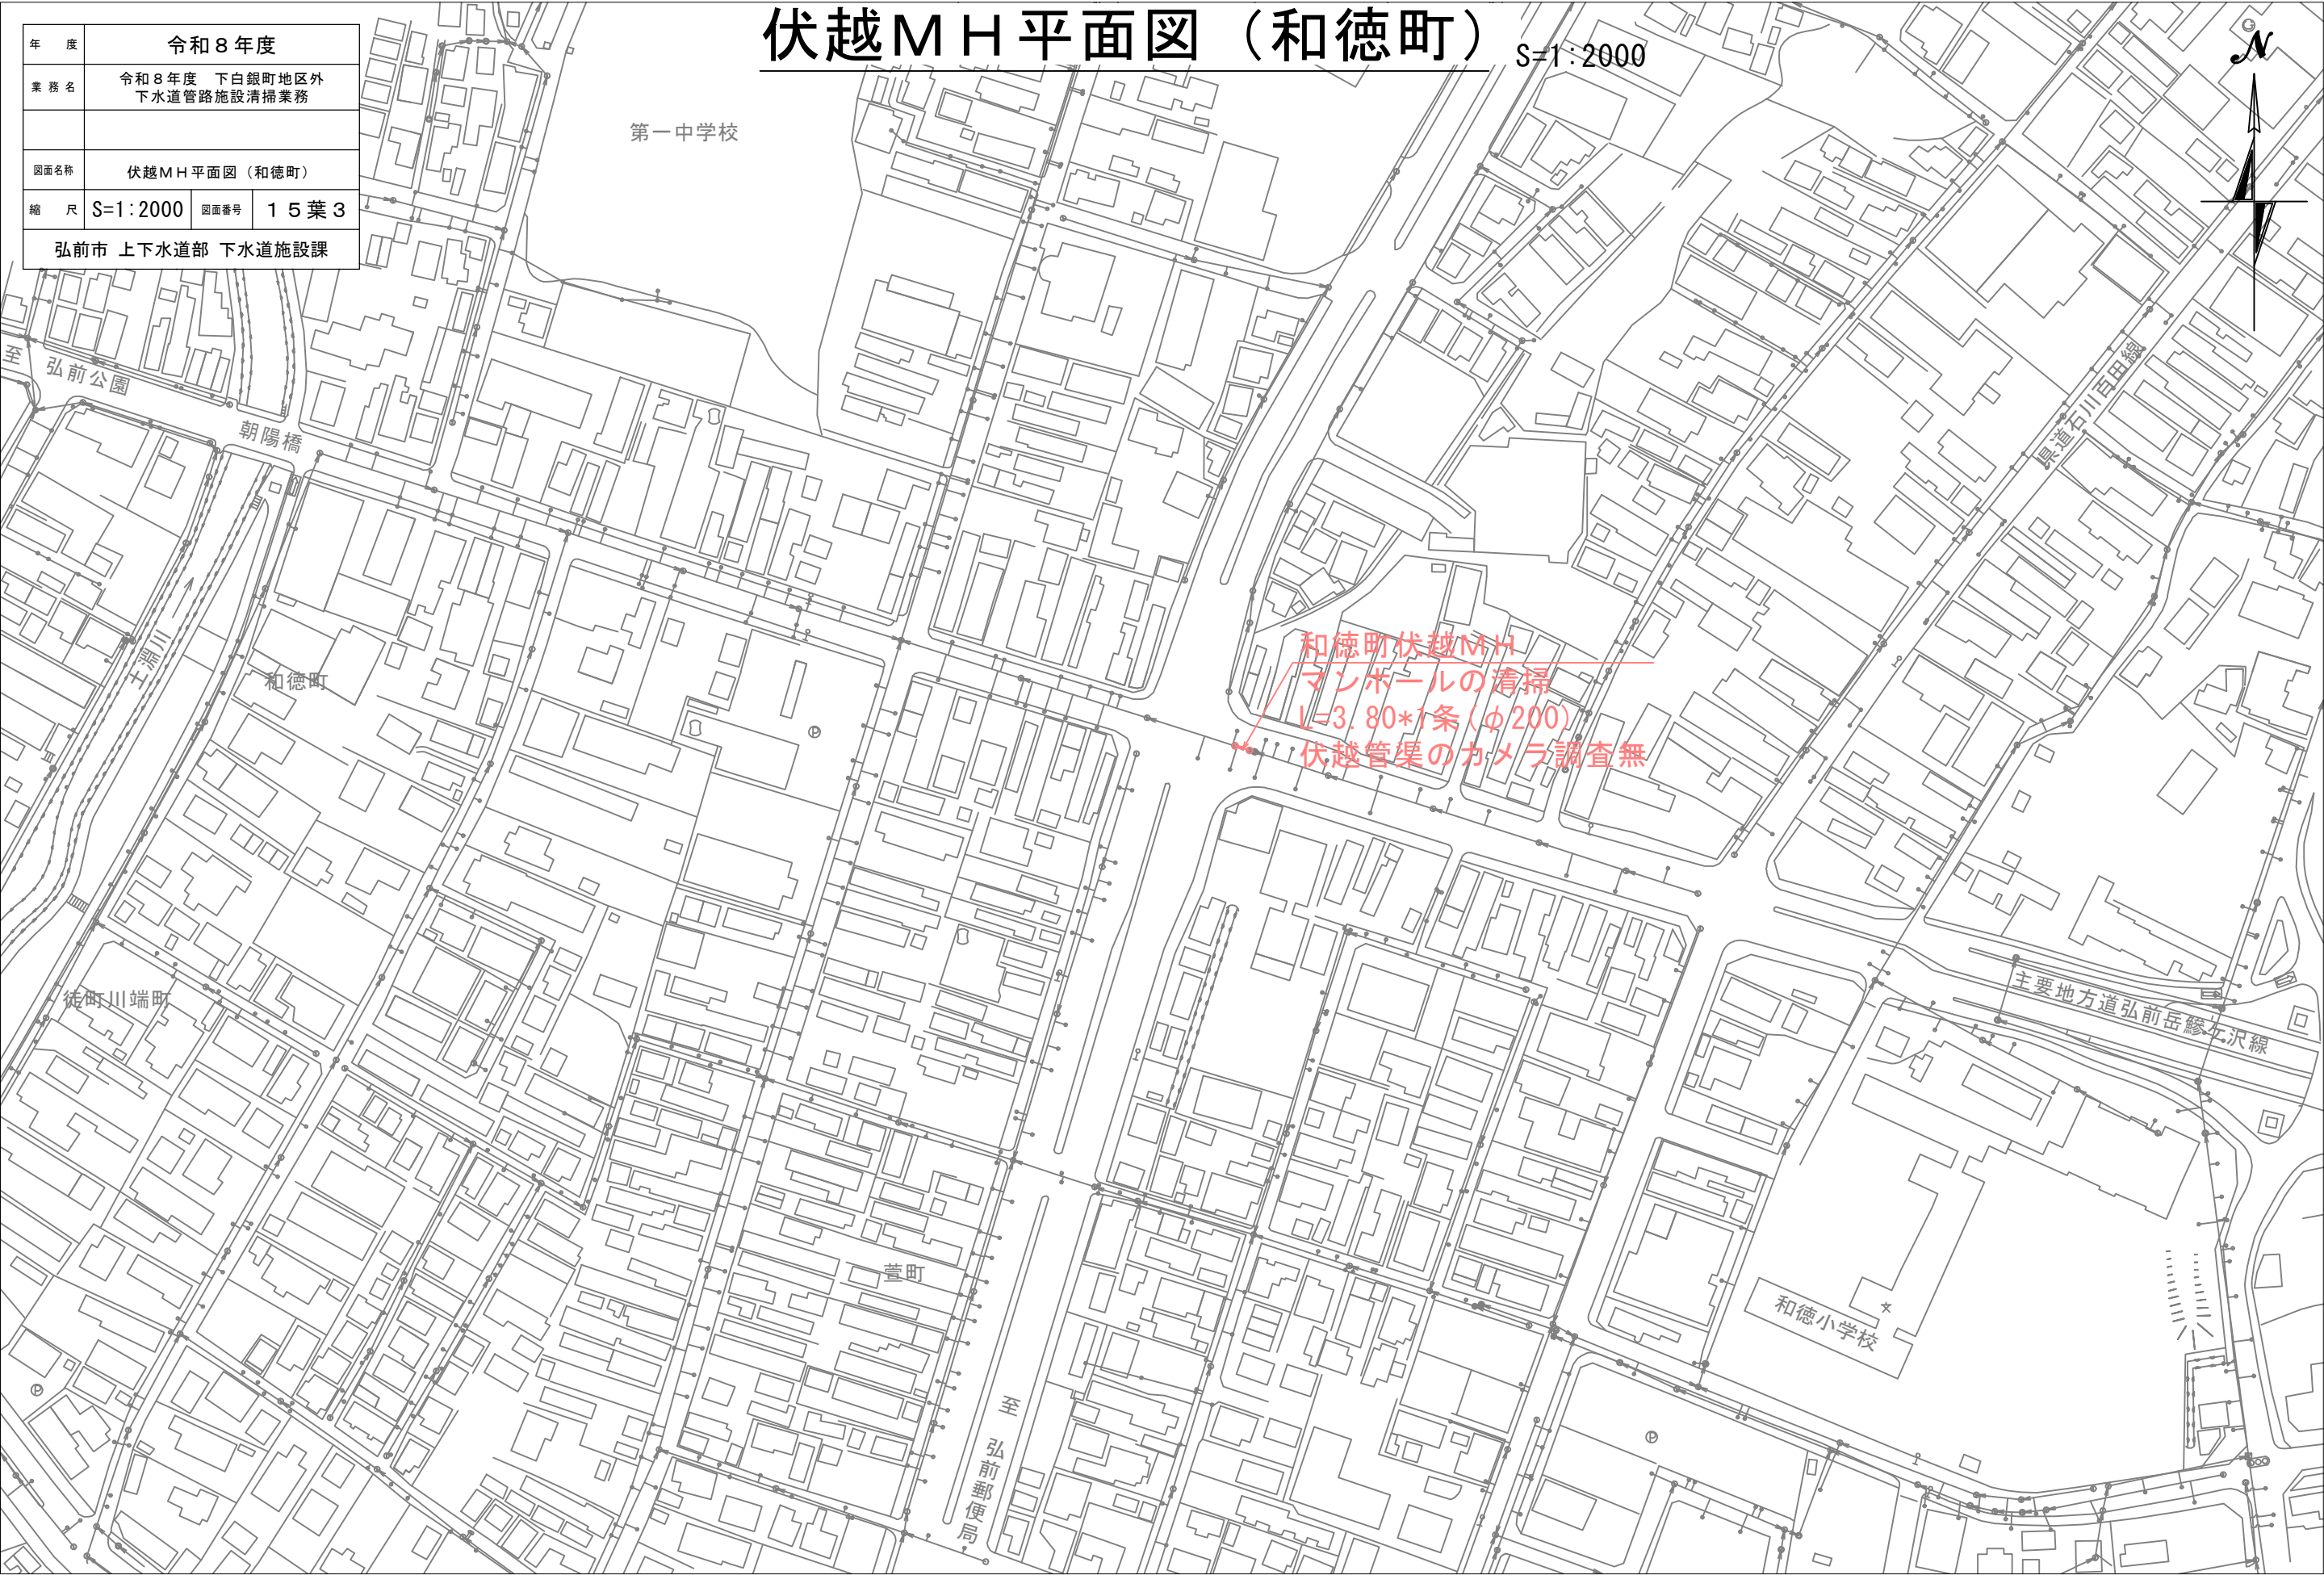 伏越ＭＨ平面図（和徳町） S=1:2000
年　度 令和８年度
業務名 令和８年度　下白銀町地区外
下水道管路施設清掃業務
図面名称 伏越ＭＨ平面図（和徳町）
縮　尺 S=1:2000 図面番号 １５葉３
弘前市 上下水道部 下水道施設課
N
第一中学校
至　弘前公園
朝陽橋
県道石川百田線
土淵川
和徳町
和徳町伏越ＭＨ
マンホールの清掃
L=3.80*1条(φ200)
伏越管渠のカメラ調査無
徒町川端町
主要地方道弘前岳鰺ケ沢線
萱町
和徳小学校
文
至　弘前郵便局
Ⓟ
Ⓟ
Ⓟ